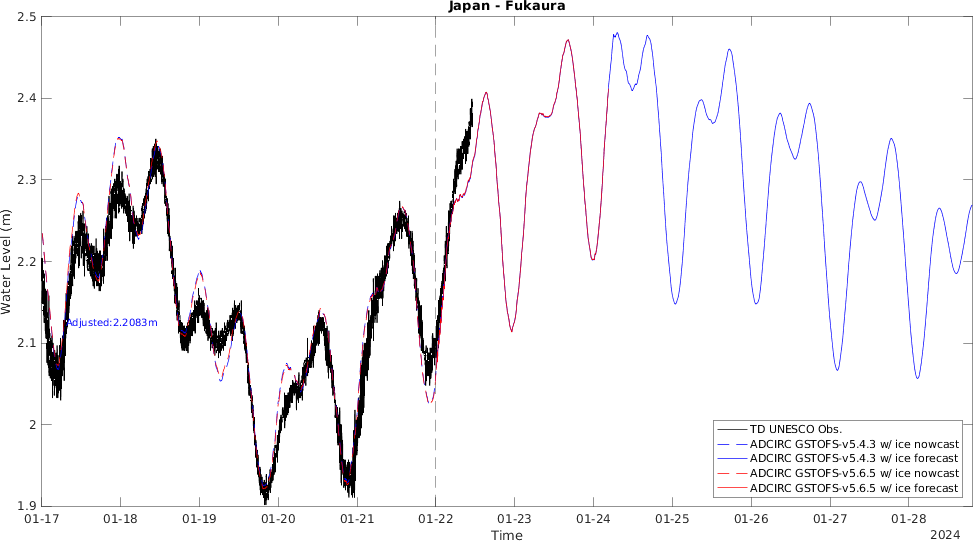 Japan - Fukaura
2.5
2.4
2.3
2.2
2.1
2
1.9
Water Level (m)
Adjusted:2.2083m
TD UNESCO Obs.
ADCIRC GSTOFS-v5.4.3 w/ ice nowcast
ADCIRC GSTOFS-v5.4.3 w/ ice forecast
ADCIRC GSTOFS-v5.6.5 w/ ice nowcast
ADCIRC GSTOFS-v5.6.5 w/ ice forecast
01-17 01-18 01-19 01-20 01-21 01-22 01-23 01-24 01-25 01-26 01-27 01-28
Time
2024